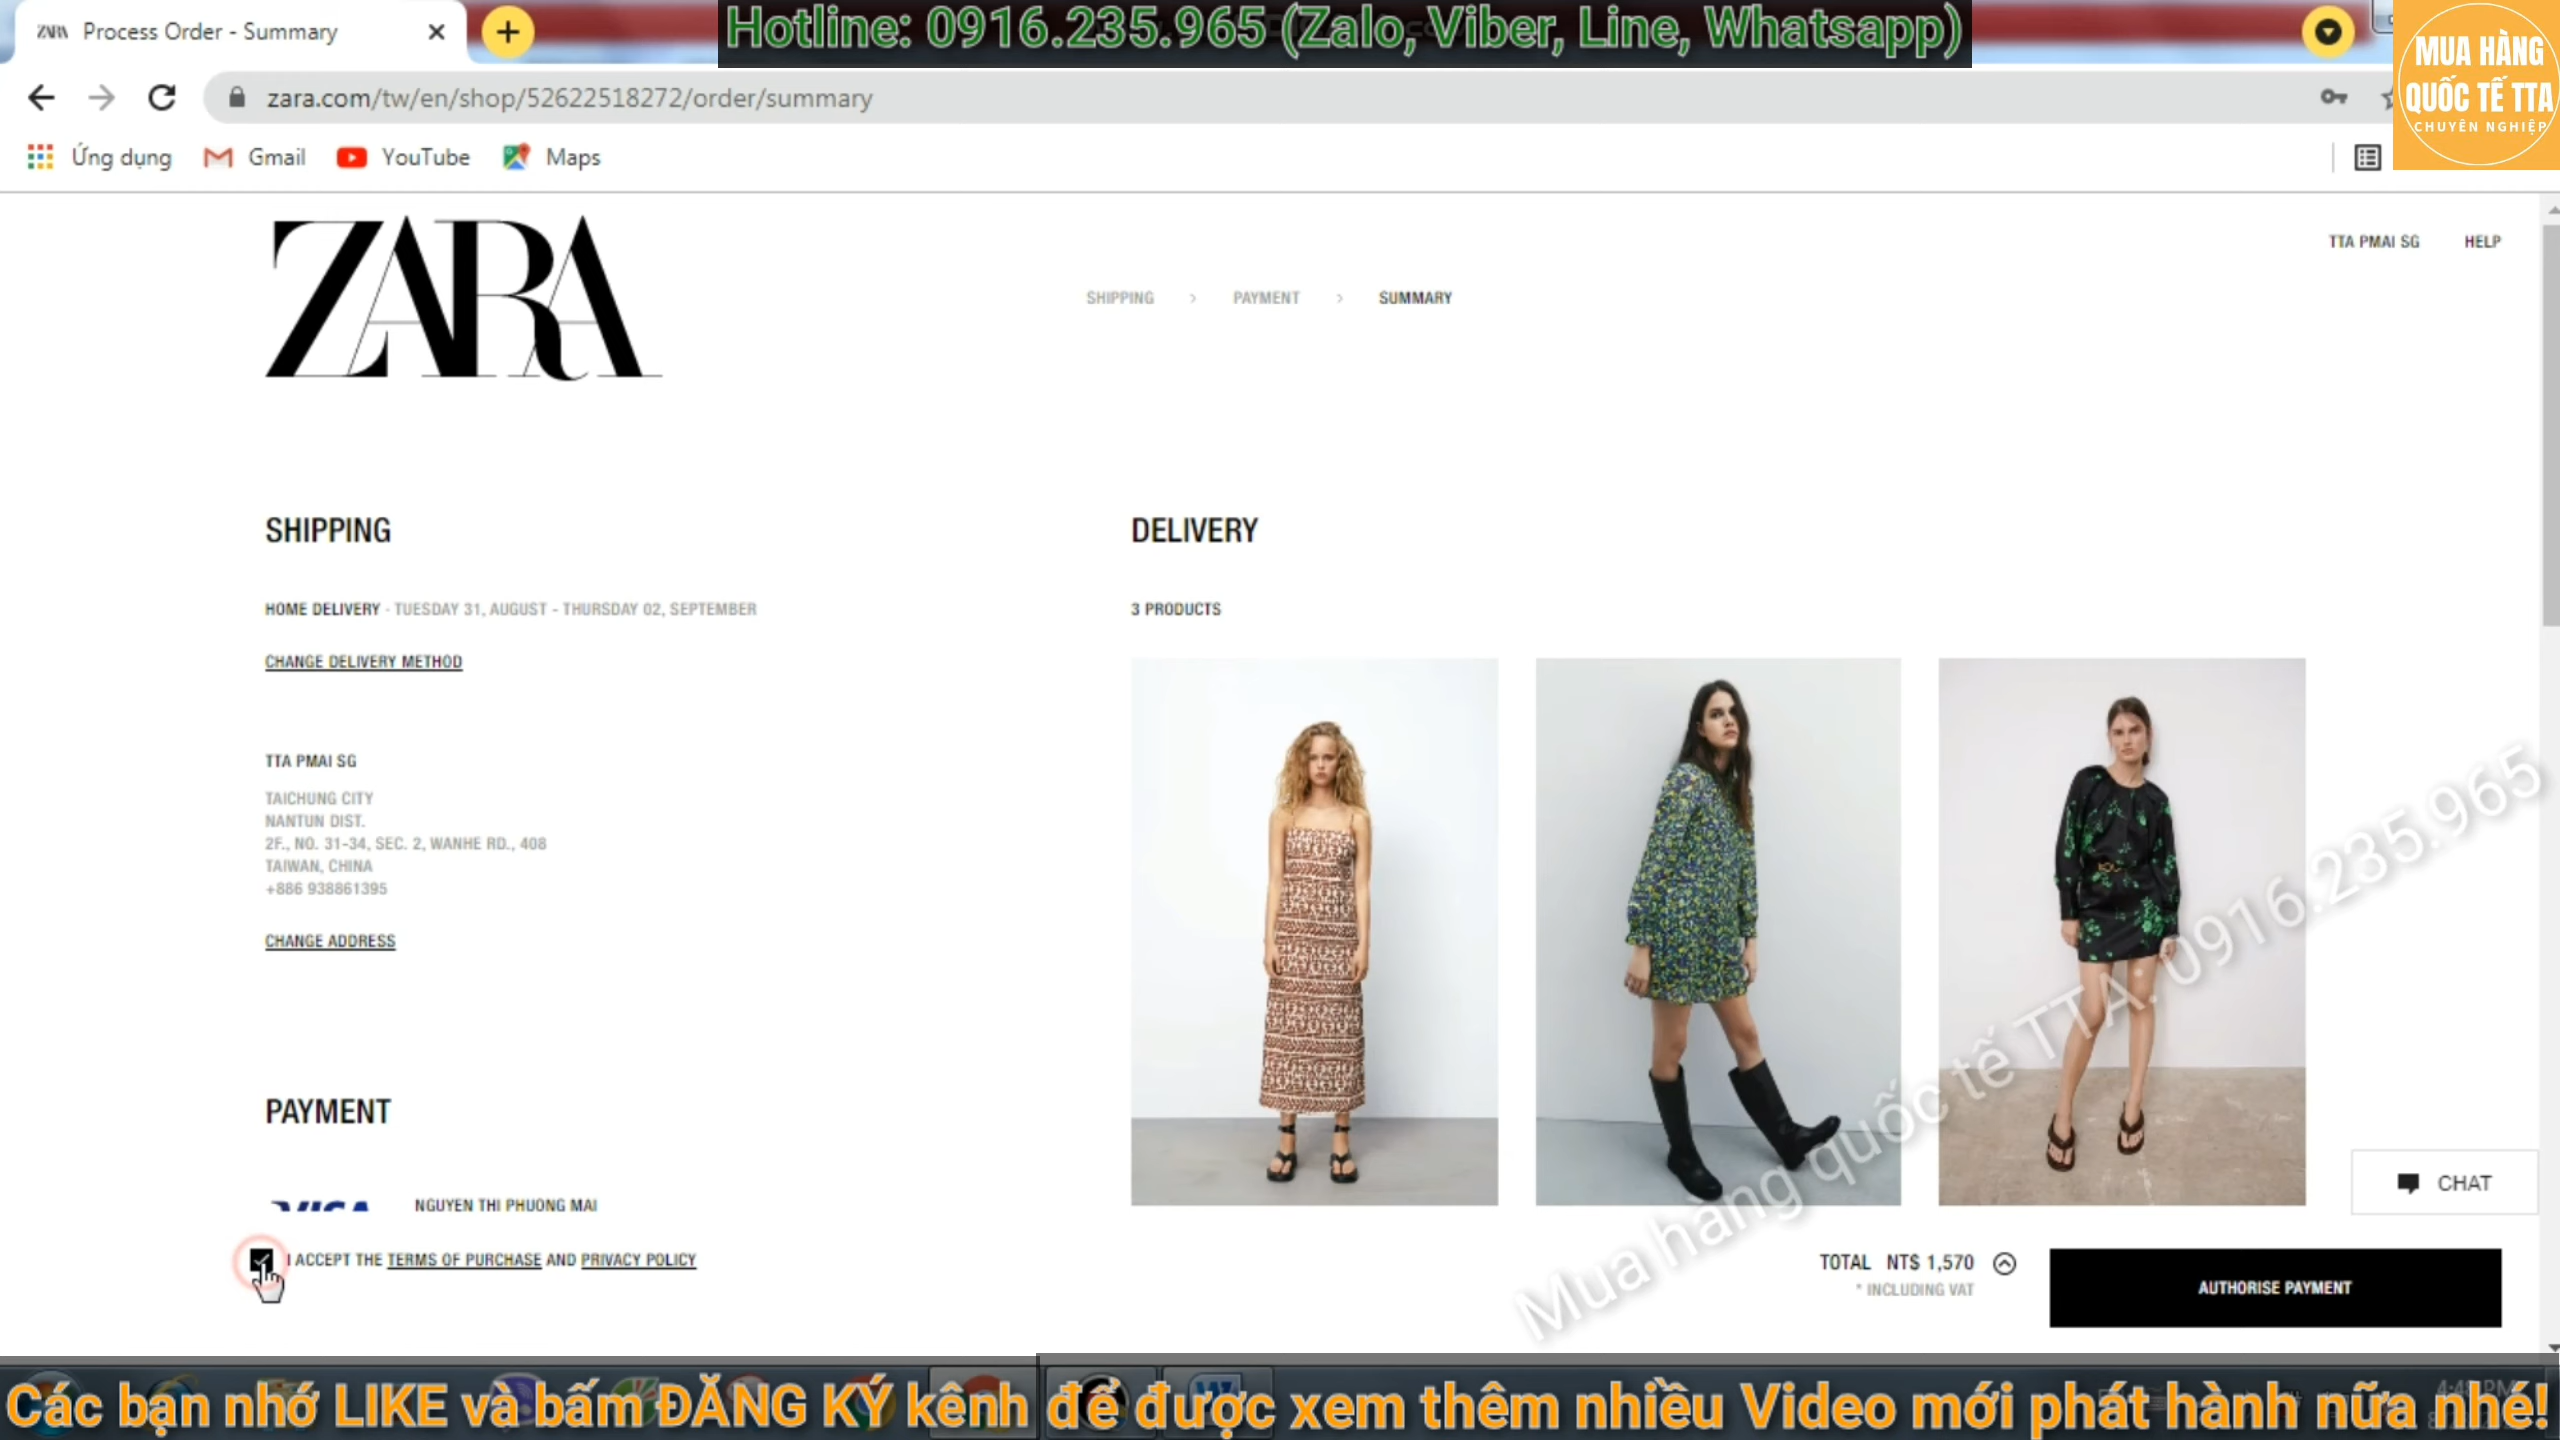 ZARA Process Order - Summary
Hotline: 0916.235.965 (Zalo, Viber, Line, Whatsapp)
MUA HÀNG
QUỐC TẾ TTA
CHUYÊN NGHIỆP
zara.com/tw/en/shop/52622518272/order/summary
Ứng dụng Gmail YouTube Maps
ZARA
TTA PMAI SG HELP
SHIPPING > PAYMENT > SUMMARY
SHIPPING
HOME DELIVERY - TUESDAY 31, AUGUST - THURSDAY 02, SEPTEMBER
CHANGE DELIVERY METHOD
TTA PMAI SG
TAICHUNG CITY
NANTUN DIST.
2F., NO. 31-34, SEC. 2, WANHE RD., 408
TAIWAN, CHINA
+886 938861395
CHANGE ADDRESS
PAYMENT
VISA NGUYEN THI PHUONG MAI
I ACCEPT THE TERMS OF PURCHASE AND PRIVACY POLICY
DELIVERY
3 PRODUCTS
Mua hàng quốc tế TTA: 0916.235.965
CHAT
TOTAL NT$ 1,570
* INCLUDING VAT
AUTHORISE PAYMENT
Các bạn nhớ LIKE và bấm ĐĂNG KÝ kênh để được xem thêm nhiều Video mới phát hành nữa nhé!